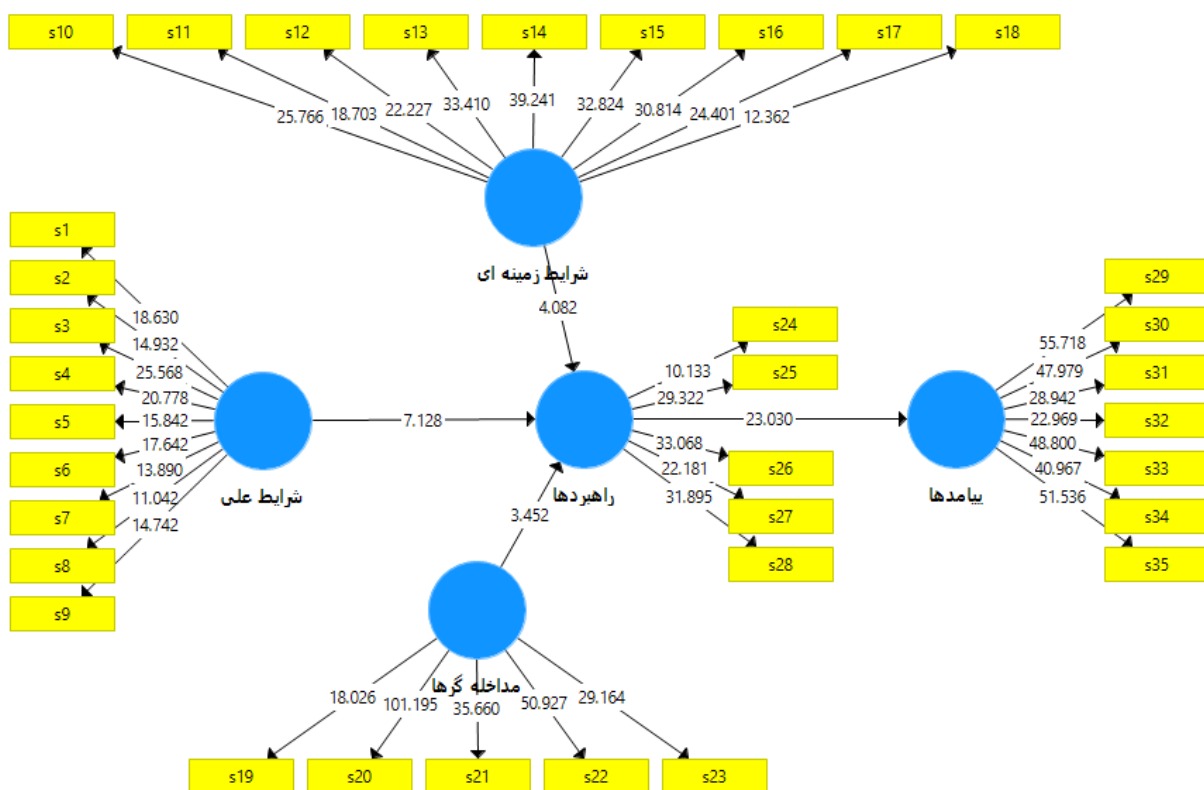 s10 s11 s12 s13 s14 s15 s16 s17 s18
25.766 18.703 22.227 33.410 39.241 32.824 30.814 24.401 12.362
شرایط زمینه ای
4.082
s1
s2
s3
s4
s5
s6
s7
s8
s9
18.630
14.932
25.568
20.778
15.842
17.642
13.890
11.042
14.742
شرایط علی
7.128
s24
s25
s26
s27
s28
10.133
29.322
33.068
22.181
31.895
راهبردها
23.030
s29
s30
s31
s32
s33
s34
s35
55.718
47.979
28.942
22.969
48.800
40.967
51.536
پیامدها
3.452
مداخله گرها
18.026 101.195 35.660 50.927 29.164
s19 s20 s21 s22 s23